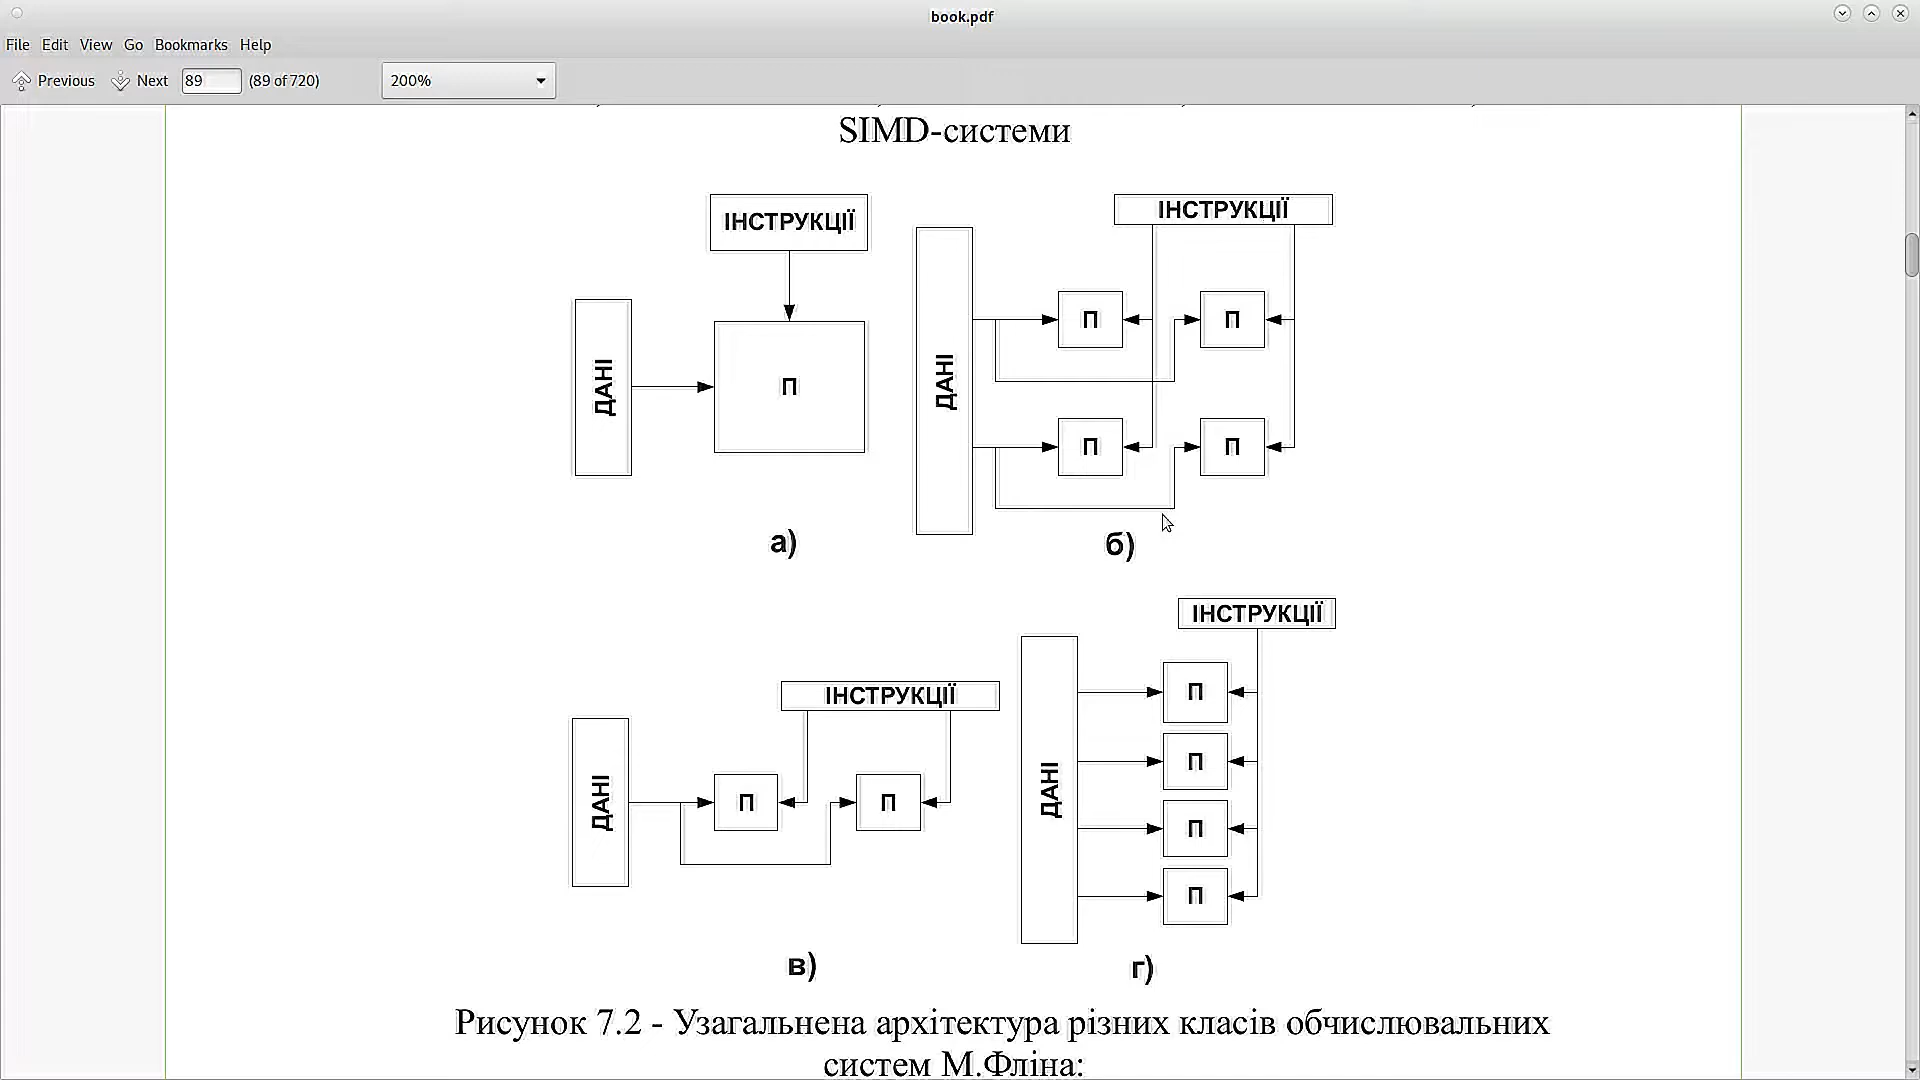 book.pdf
File Edit View Go Bookmarks Help
Previous Next 89 (89 of 720) 200%
SIMD-системи
ІНСТРУКЦІЇ
ДАНІ
П
а)
ІНСТРУКЦІЇ
ДАНІ
П П
П П
б)
ІНСТРУКЦІЇ
ДАНІ
П П
в)
ІНСТРУКЦІЇ
ДАНІ
П
П
П
П
г)
Рисунок 7.2 - Узагальнена архітектура різних класів обчислювальних
систем М.Фліна: